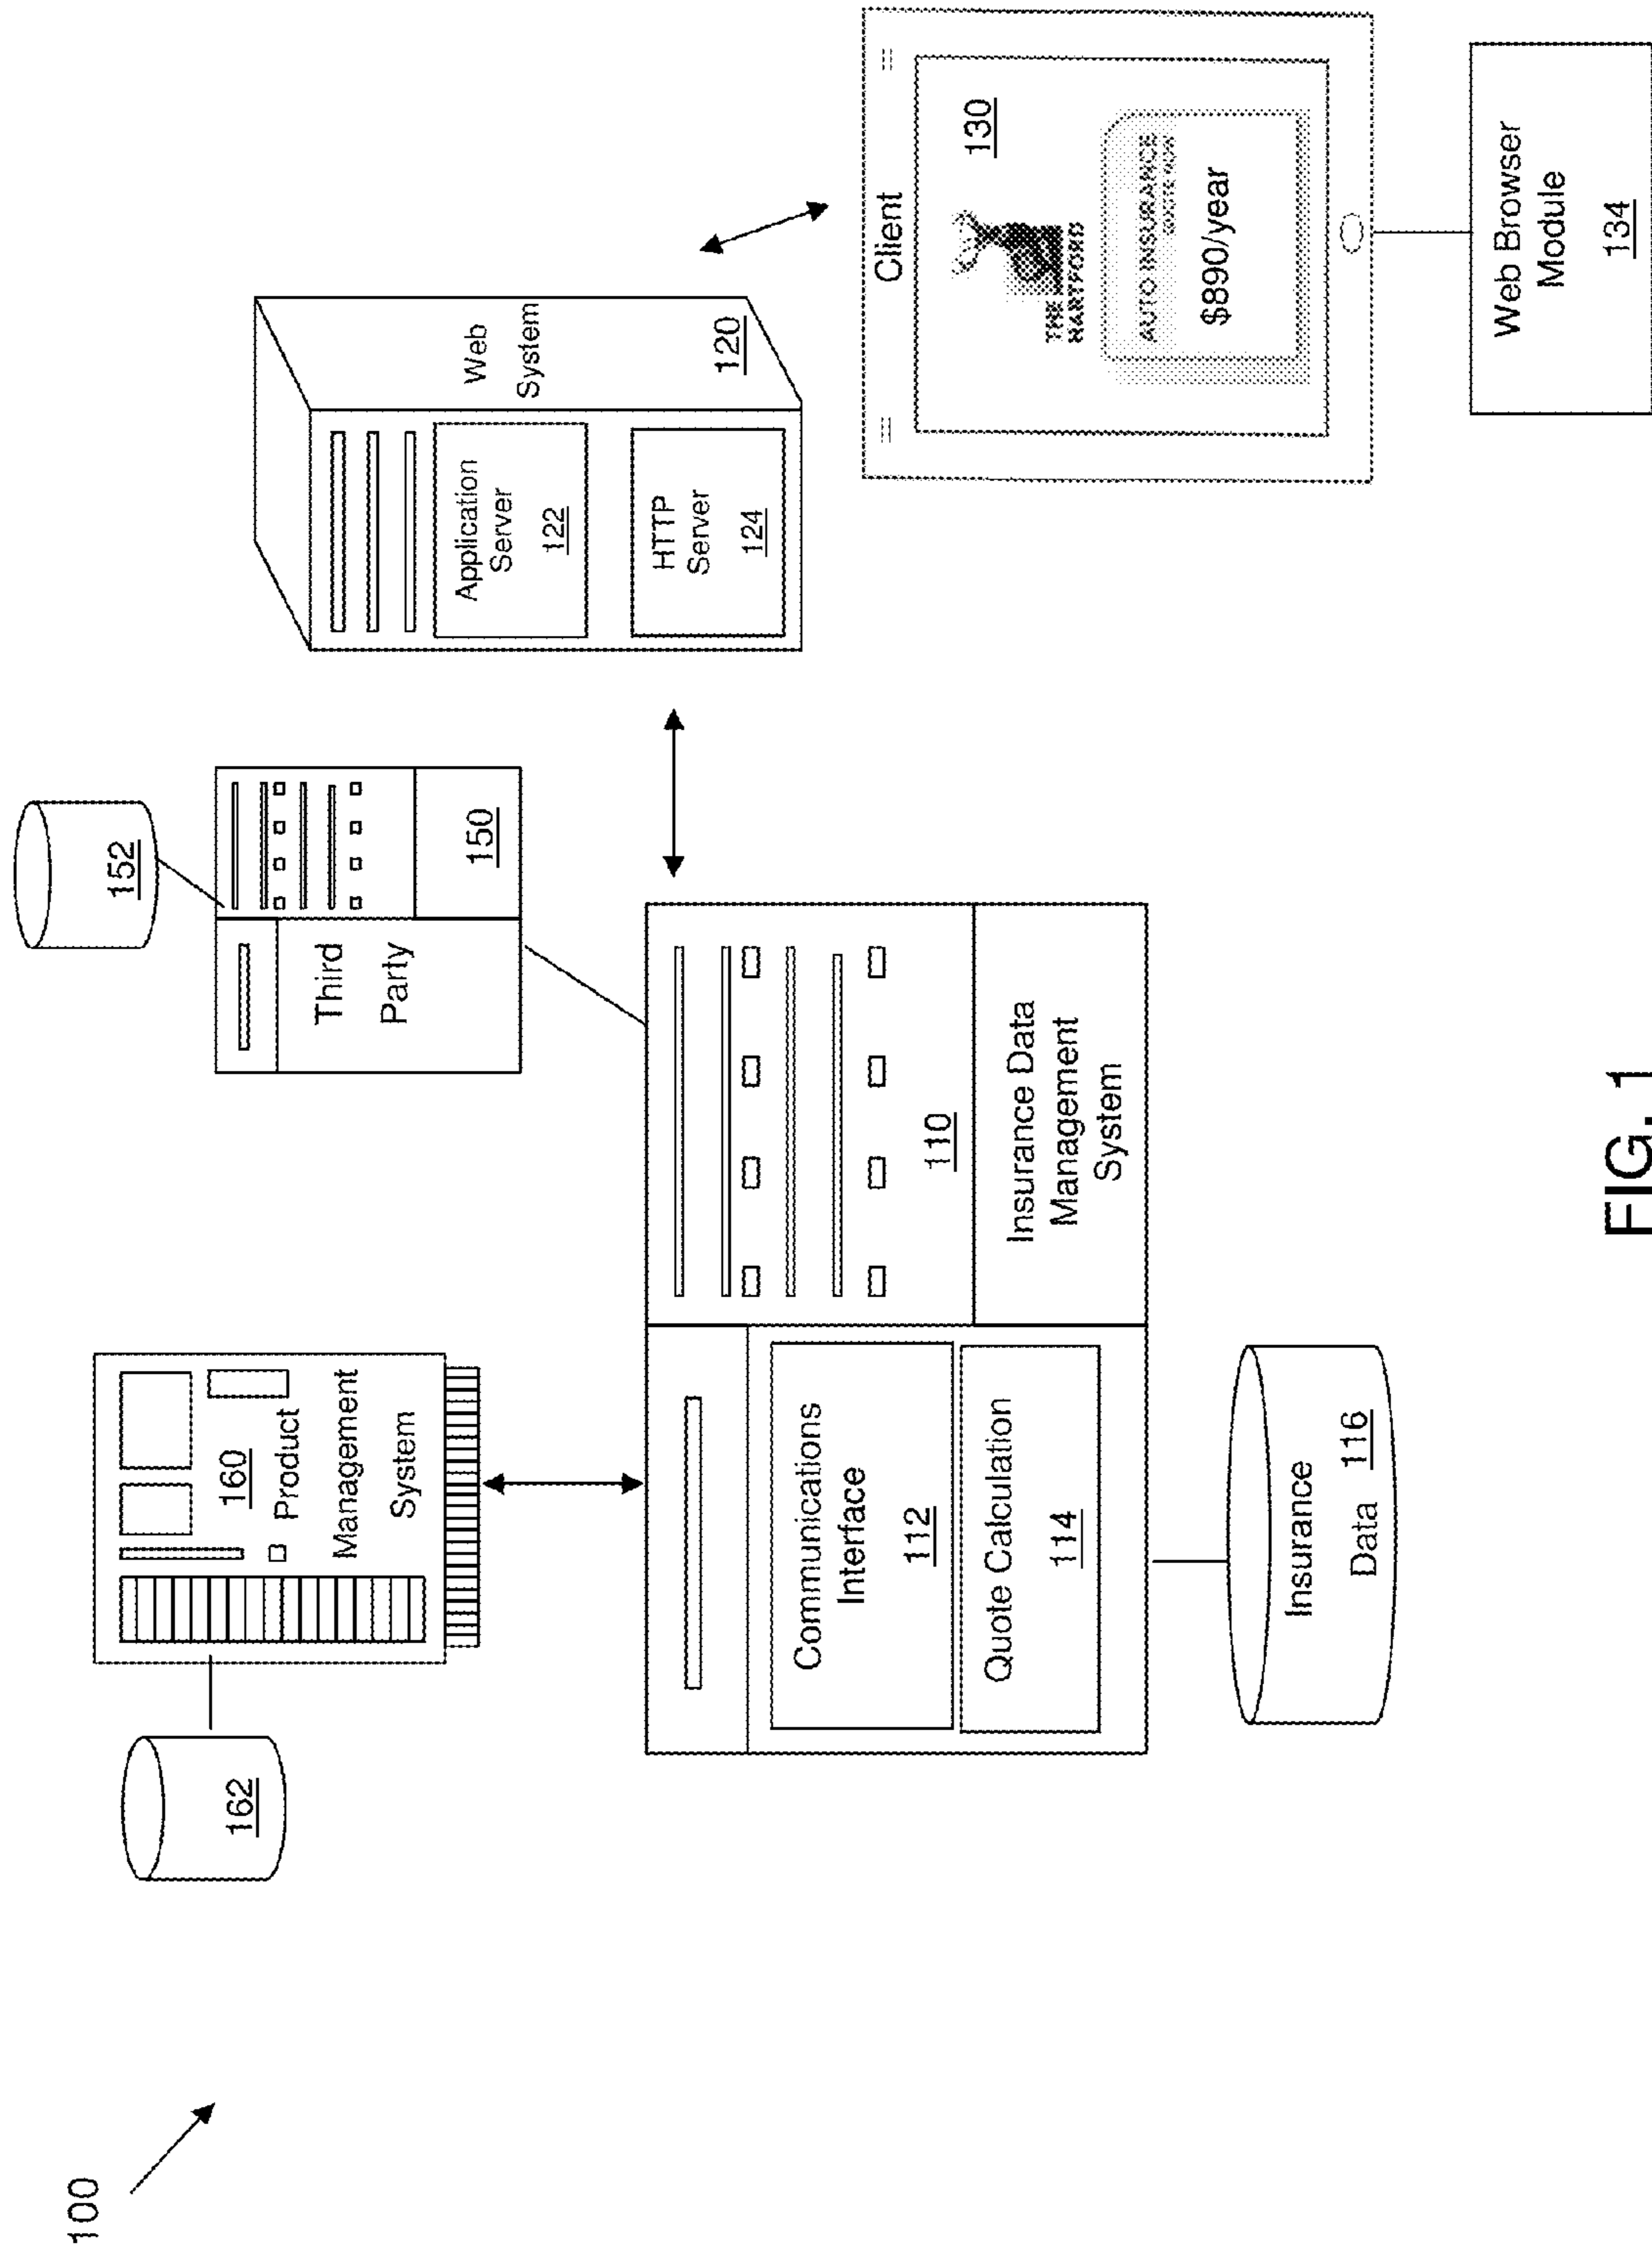 100
162
160
Product
Management
System
152
Third
Party
150
Web
System
120
Application
Server
122
HTTP
Server
124
Communications
Interface
112
Quote Calculation
114
110
Insurance Data
Management
System
Insurance
Data 116
Client
130
THE
HARTFORD
AUTO INSURANCE
$890/year
Web Browser
Module
134
FIG. 1